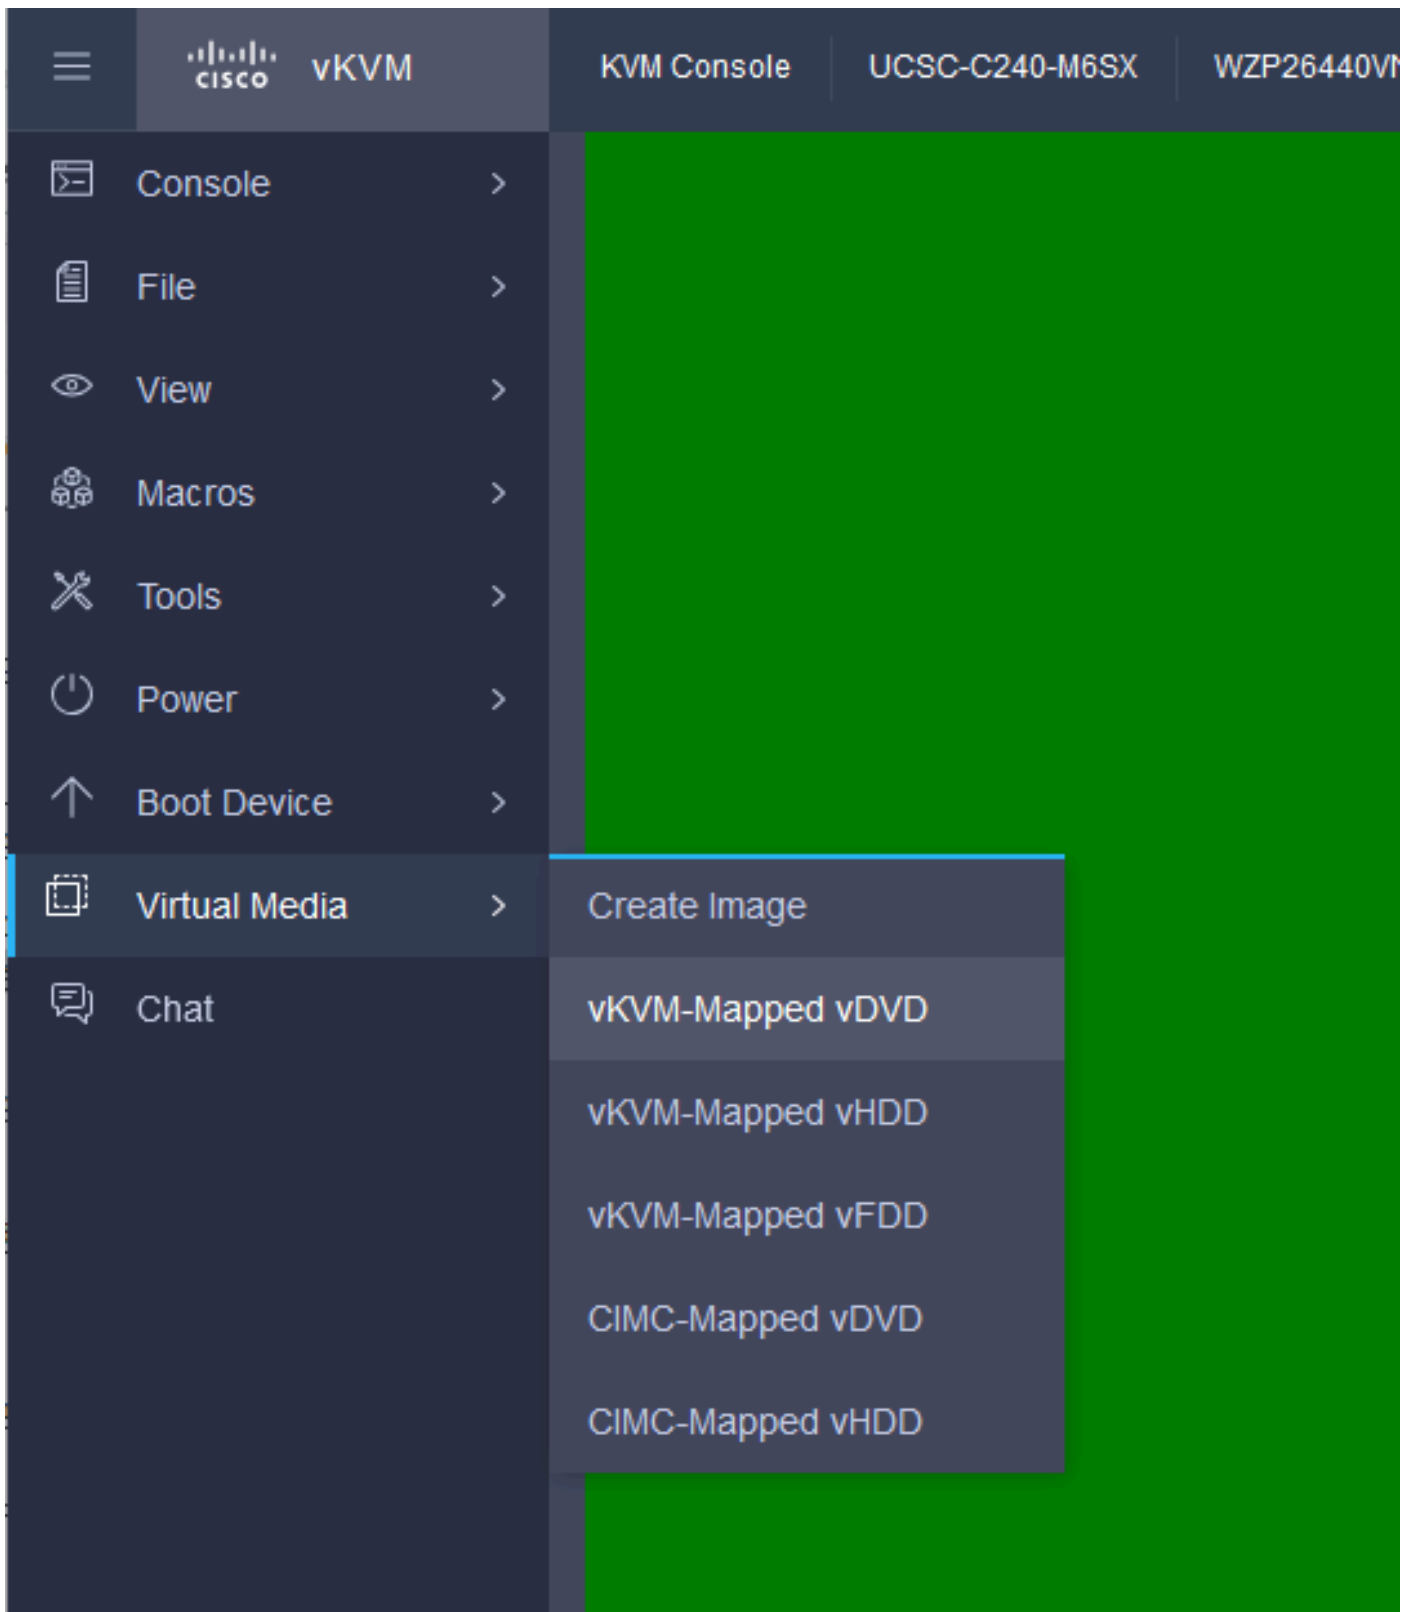 CISCO vKVM KVM Console UCSC-C240-M6SX
Console
File
View
Macros
Tools
Power
Boot Device
Virtual Media
Create Image
Chat
vKVM-Mapped vDVD
vKVM-Mapped vHDD
vKVM-Mapped vFDD
CIMC-Mapped vDVD
CIMC-Mapped vHDD